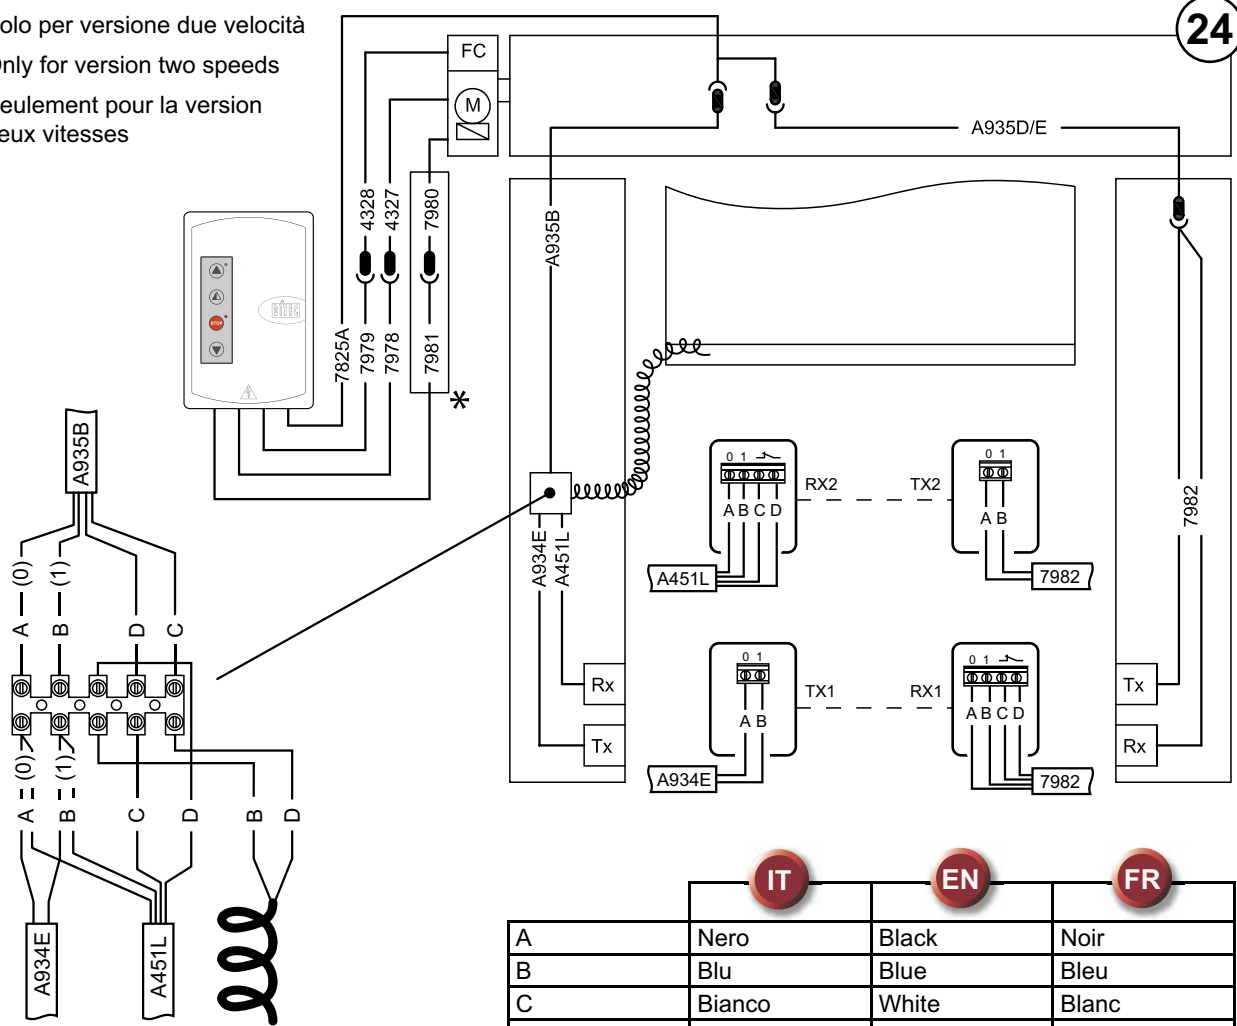 olo per versione due velocità
nly for version two speeds
eulement pour la version
eux vitesses
24
FC
M
A935D/E
4328
4327
7980
7825A
7979
7978
7981
*
DITEC
STOP
A935B
A934E
A451L
Rx
Tx
7982
Tx
Rx
0 1
A B C D
RX2
A451L
TX2
0 1
A B
7982
0 1
A B
TX1
A934E
RX1
0 1
A B C D
7982
A935B
A (0)
B (1)
D
C
A (0)
B (1)
C
D
B
D
A934E
A451L
IT EN FR
A Nero Black Noir
B Blu Blue Bleu
C Bianco White Blanc